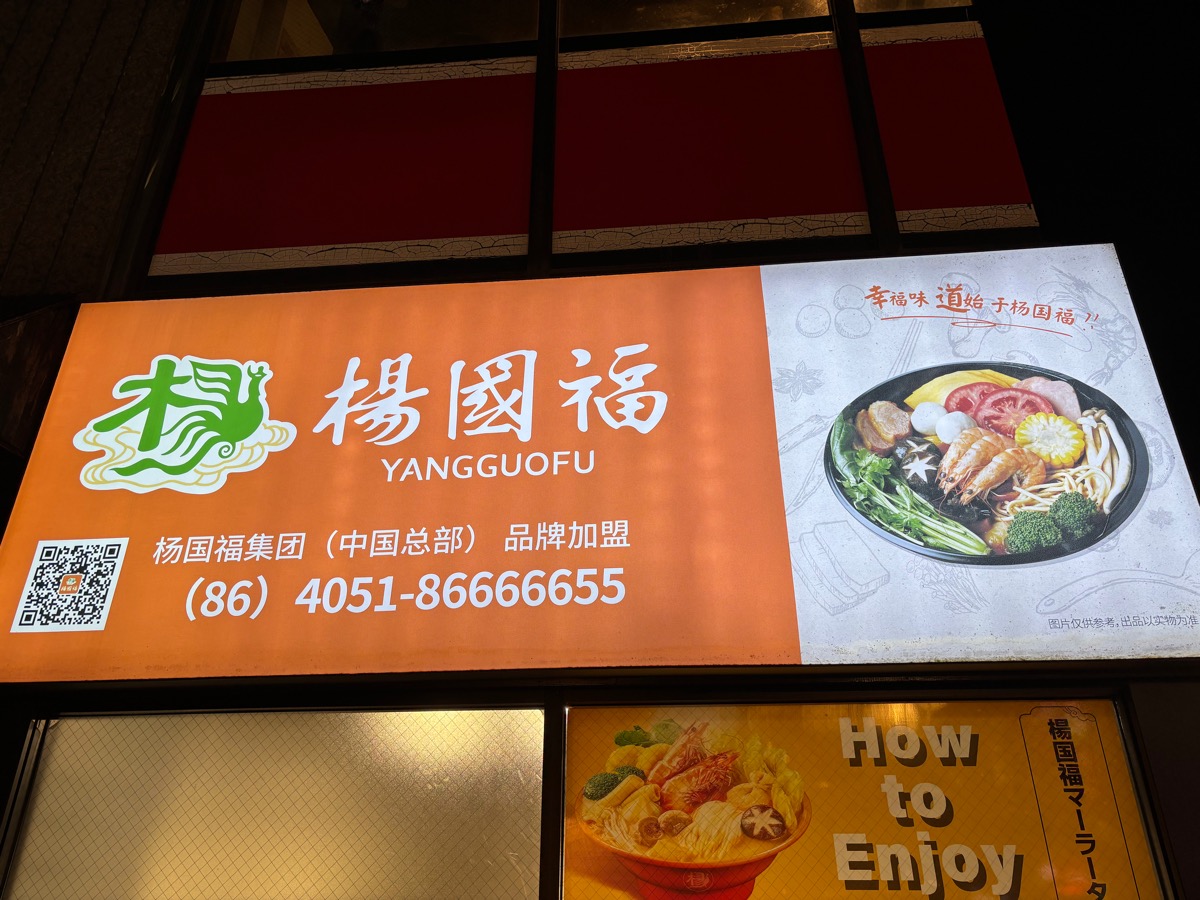 幸福味道始于杨国福!!
楊國福
YANGGUOFU
杨国福集团（中国总部） 品牌加盟
（86）4051-86666655
图片仅供参考，出品以实物为准
How
to
Enjoy
楊国福マーラータ